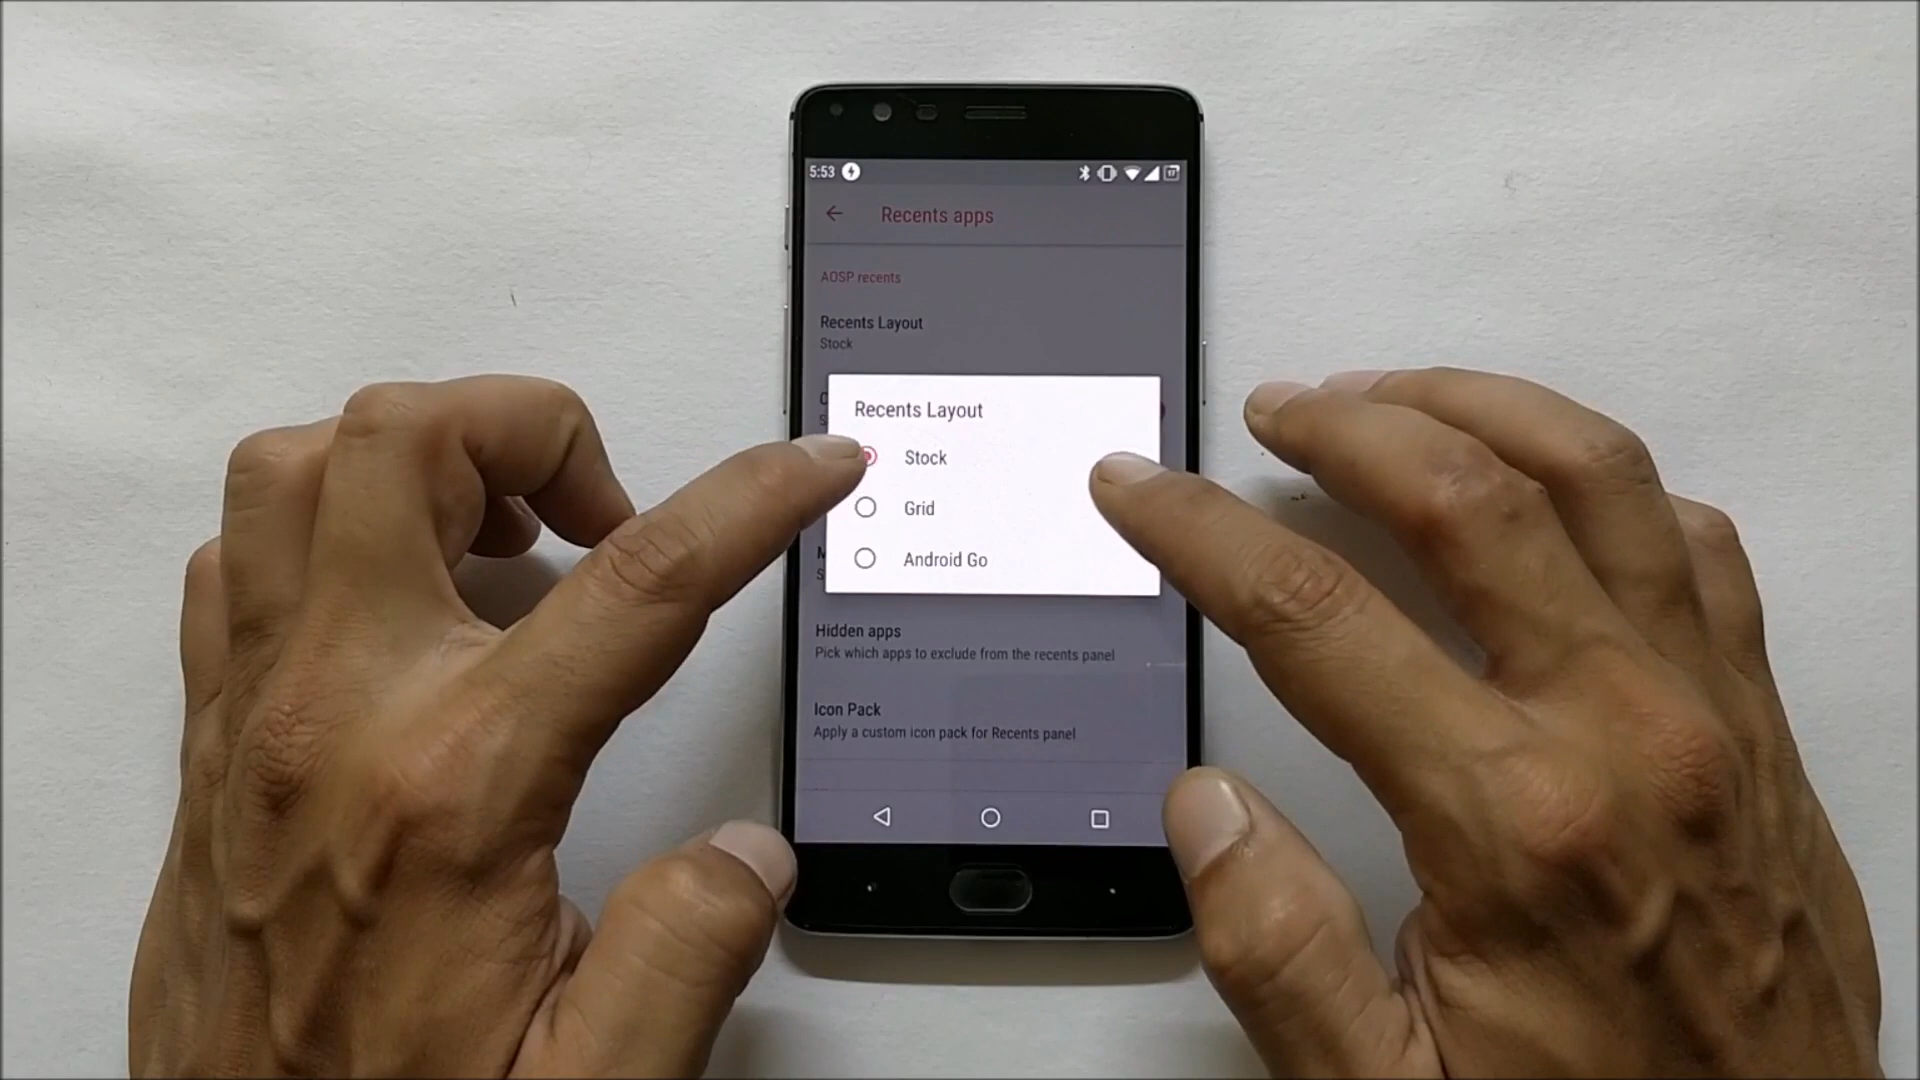 5:53
17
Recents apps
AOSP recents
Recents Layout
Stock
Recents Layout
Stock
Grid
Android Go
Hidden apps
Pick which apps to exclude from the recents panel
Icon Pack
Apply a custom icon pack for Recents panel